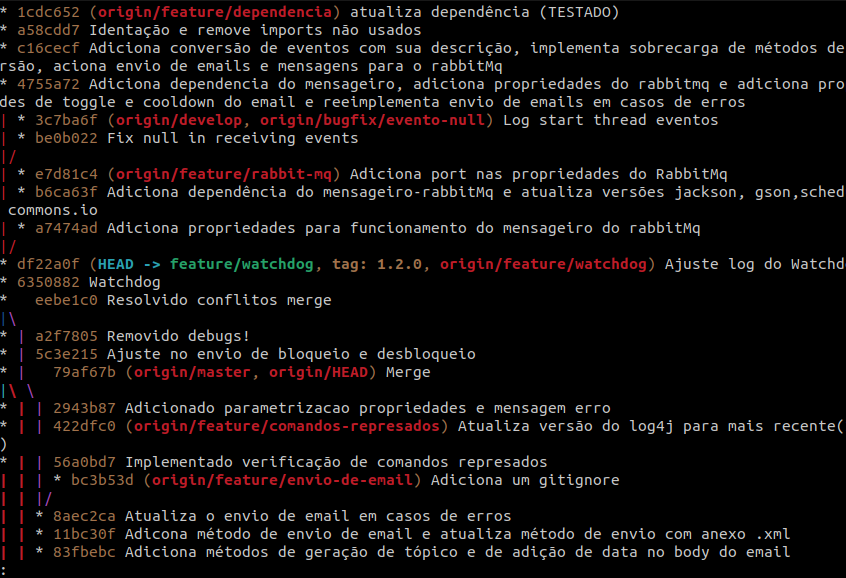 * 1cdc652 (origin/feature/dependencia) atualiza dependência (TESTADO)
* a58cdd7 Identação e remove imports não usados
* c16cecf Adiciona conversão de eventos com sua descrição, implementa sobrecarga de métodos de
rsão, aciona envio de emails e mensagens para o rabbitMq
* 4755a72 Adiciona dependencia do mensageiro, adiciona propriedades do rabbitmq e adiciona pro
des de toggle e cooldown do email e reeimplementa envio de emails em casos de erros
| * 3c7ba6f (origin/develop, origin/bugfix/evento-null) Log start thread eventos
| * be0b022 Fix null in receiving events
|/
| * e7d81c4 (origin/feature/rabbit-mq) Adiciona port nas propriedades do RabbitMq
| * b6ca63f Adiciona dependência do mensageiro-rabbitMq e atualiza versões jackson, gson,sched
 commons.io
| * a7474ad Adiciona propriedades para funcionamento do mensageiro do rabbitMq
|/
* df22a0f (HEAD -> feature/watchdog, tag: 1.2.0, origin/feature/watchdog) Ajuste log do Watchd
* 6350882 Watchdog
*   eebe1c0 Resolvido conflitos merge
|\
* | a2f7805 Removido debugs!
* | 5c3e215 Ajuste no envio de bloqueio e desbloqueio
* |   79af67b (origin/master, origin/HEAD) Merge
|\ \
* | | 2943b87 Adicionado parametrizacao propriedades e mensagem erro
* | | 422dfc0 (origin/feature/comandos-represados) Atualiza versão do log4j para mais recente(
)
* | | 56a0bd7 Implementado verificação de comandos represados
| | | * bc3b53d (origin/feature/envio-de-email) Adiciona um gitignore
| | |/
| | * 8aec2ca Atualiza o envio de email em casos de erros
| | * 11bc30f Adicona método de envio de email e atualiza método de envio com anexo .xml
| | * 83fbebc Adiciona métodos de geração de tópico e de adição de data no body do email
: